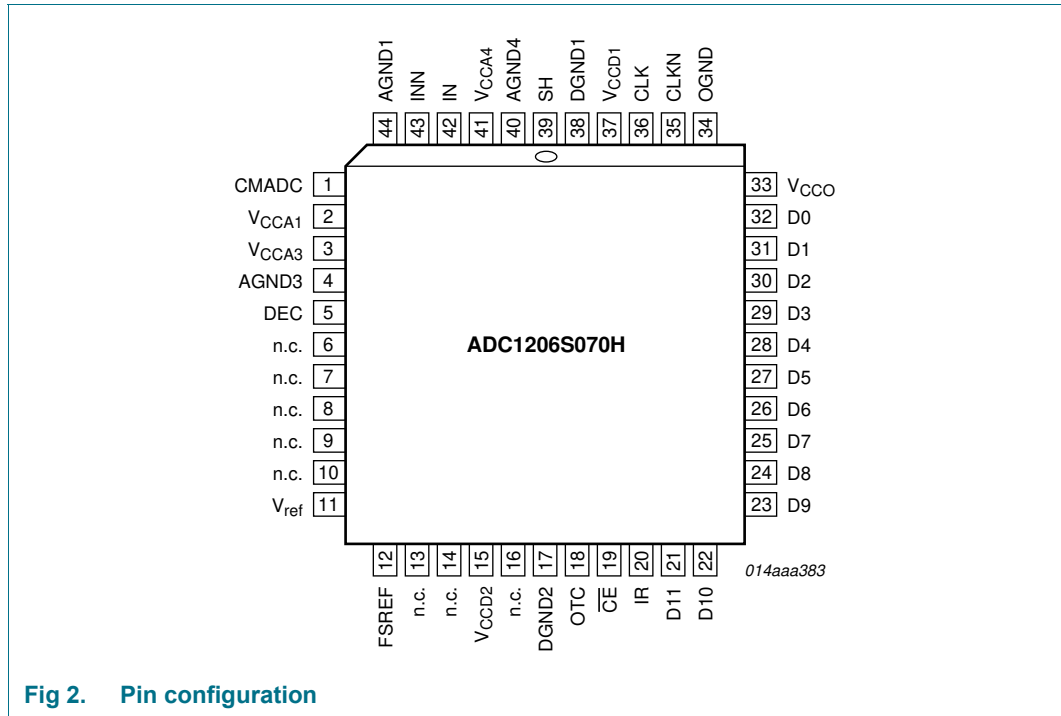 AGND1
INN
IN
VCCA4
AGND4
SH
DGND1
VCCD1
CLK
CLKN
OGND
44
43
42
41
40
39
38
37
36
35
34
CMADC 1
VCCA1 2
VCCA3 3
AGND3 4
DEC 5
n.c. 6
n.c. 7
n.c. 8
n.c. 9
n.c. 10
Vref 11
ADC1206S070H
33 VCCO
32 D0
31 D1
30 D2
29 D3
28 D4
27 D5
26 D6
25 D7
24 D8
23 D9
12
13
14
15
16
17
18
19
20
21
22
FSREF
n.c.
n.c.
VCCD2
n.c.
DGND2
OTC
CE
IR
D11
D10
014aaa383
Fig 2. Pin configuration